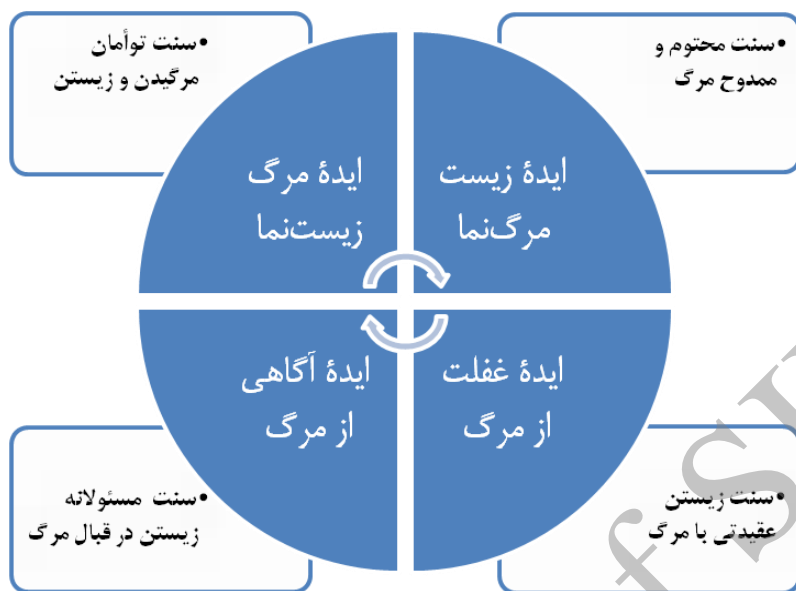 •سنت محتوم و
ممدوح مرگ
•سنت توأمان
مرگیدن و زیستن
ایدۀ زیست
مرگ‌نما
ایدۀ مرگ
زیست‌نما
ایدۀ غفلت
از مرگ
ایدۀ آگاهی
از مرگ
•سنت زیستن
عقیدتی با مرگ
•سنت مسئولانه
زیستن در قبال مرگ